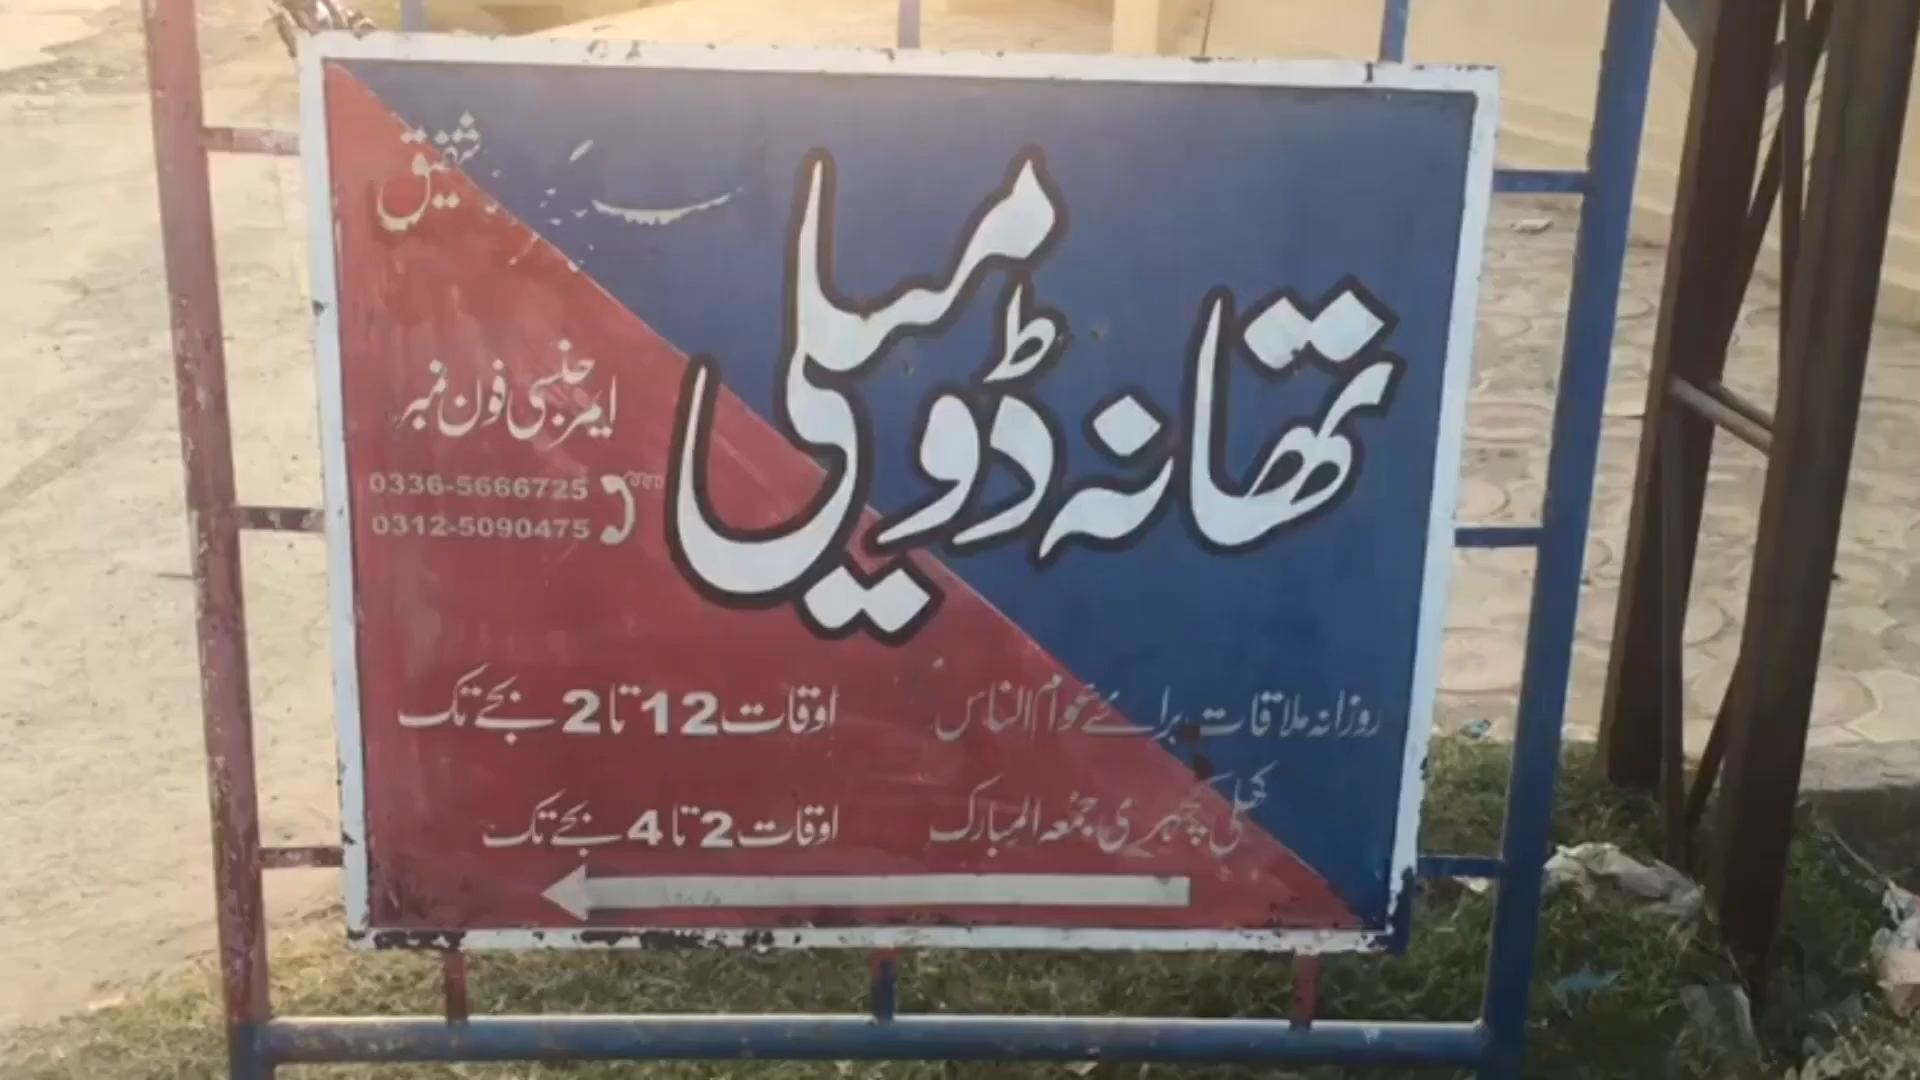 شفیق
تھانہ ڈومیلی
ایمرجنسی فون نمبر
0336-5666725
0312-5090475
روزانہ ملاقات برائے عوام الناس اوقات 12 تا 2 بجے تک
کھلی کچہری جمعہ المبارک اوقات 2 تا 4 بجے تک